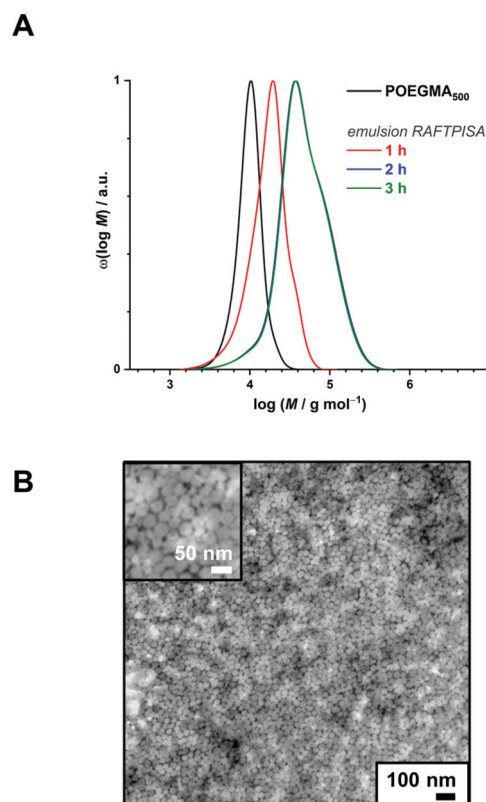 A
1
0
ω(log M) / a.u.
POEGMA₅₀₀
emulsion RAFTPISA
1 h
2 h
3 h
3 4 5 6
log (M / g mol⁻¹)
B
50 nm
100 nm